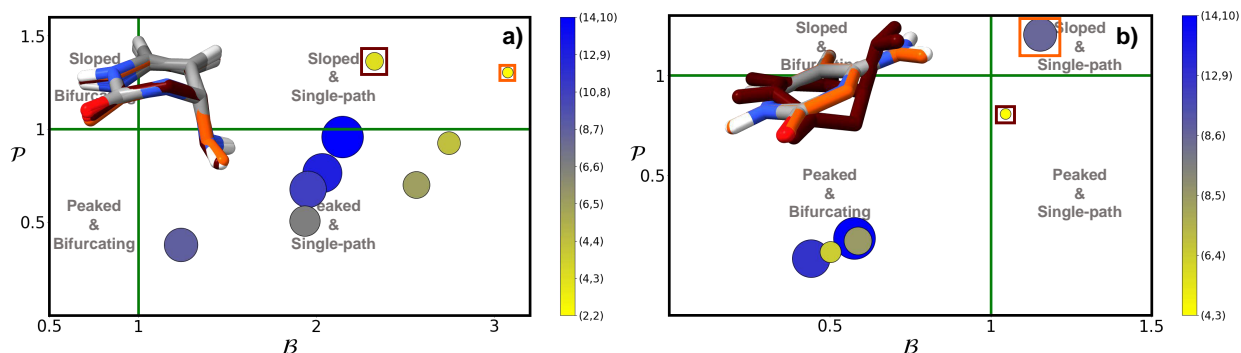 a)
1.5
1
0.5
𝒫
Sloped
&
Bifurcating
Sloped
&
Single-path
Peaked
&
Bifurcating
Peaked
&
Single-path
0.5
1
2
3
ℬ
(14,10)
(12,9)
(10,8)
(8,7)
(6,6)
(2,5)
(4,4)
(4,3)
(2,2)
b)
1
0.5
𝒫
Sloped
&
Bifurcating
Sloped
&
Single-path
Peaked
&
Bifurcating
Peaked
&
Single-path
0.5
1
1.5
ℬ
(14,10)
(12,9)
(8,6)
(8,5)
(6,4)
(4,3)